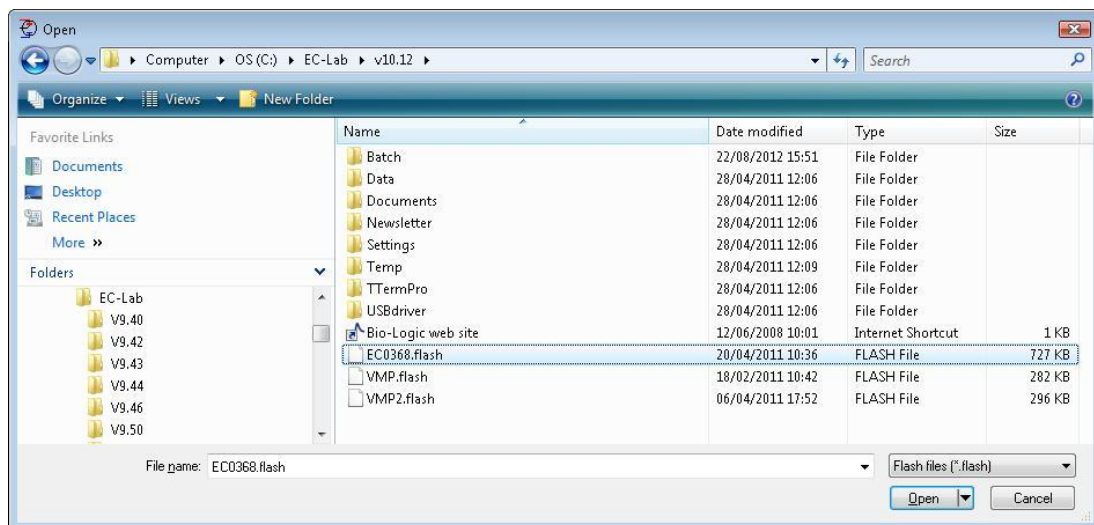 Open
Computer ▸ OS (C:) ▸ EC-Lab ▸ v10.12 ▸
Search
Organize Views New Folder
Favorite Links
Documents
Desktop
Recent Places
More »
Folders
EC-Lab
V9.40
V9.42
V9.43
V9.44
V9.46
V9.50
Name Date modified Type Size
Batch 22/08/2012 15:51 File Folder
Data 28/04/2011 12:06 File Folder
Documents 28/04/2011 12:06 File Folder
Newsletter 28/04/2011 12:06 File Folder
Settings 28/04/2011 12:06 File Folder
Temp 28/04/2011 12:09 File Folder
TTermPro 28/04/2011 12:06 File Folder
USBdriver 28/04/2011 12:06 File Folder
Bio-Logic web site 12/06/2008 10:01 Internet Shortcut 1 KB
EC0368.flash 20/04/2011 10:36 FLASH File 727 KB
VMP.flash 18/02/2011 10:42 FLASH File 282 KB
VMP2.flash 06/04/2011 17:52 FLASH File 296 KB
File name: EC0368.flash
Flash files (*.flash)
Open Cancel